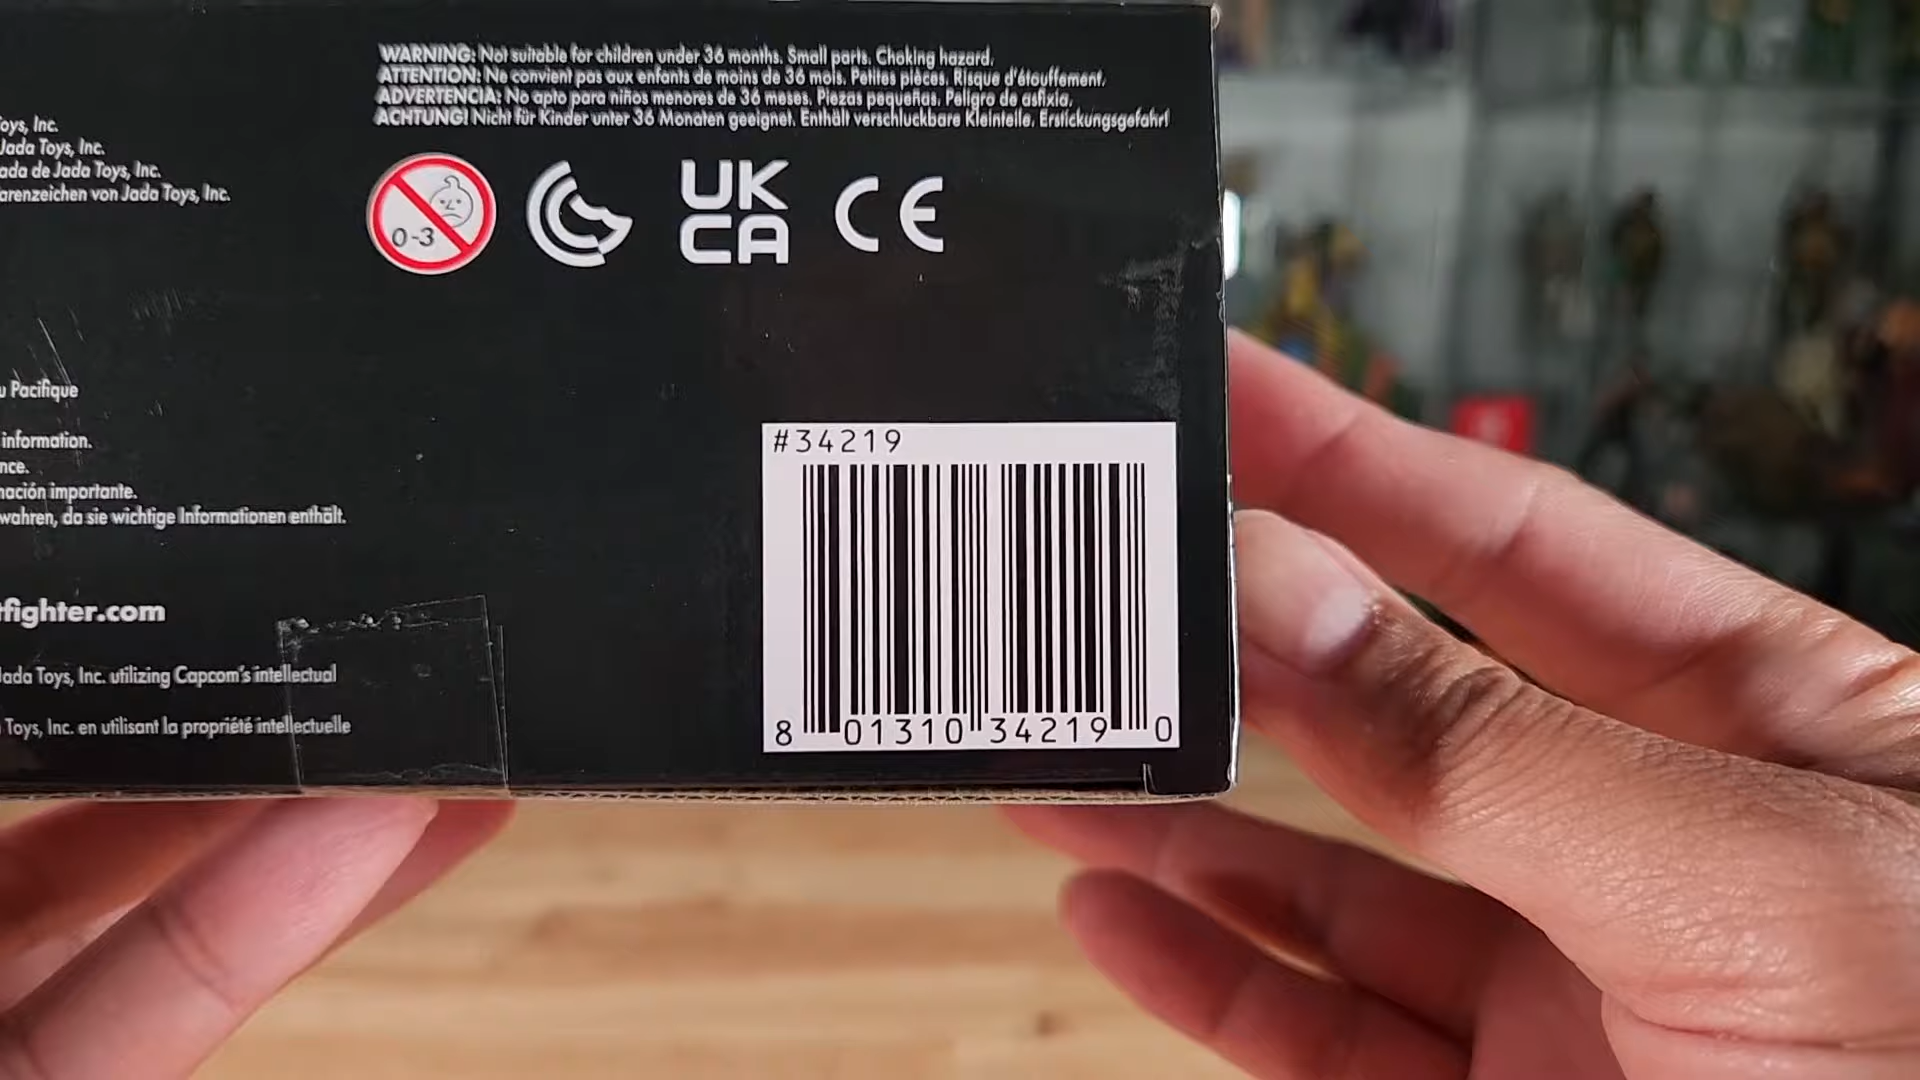 WARNING: Not suitable for children under 36 months. Small parts. Choking hazard.
ATTENTION: Ne convient pas aux enfants de moins de 36 mois. Petites pièces. Risque d'étouffement.
ADVERTENCIA: No apto para niños menores de 36 meses. Piezas pequeñas. Peligro de asfixia.
ACHTUNG! Nicht für Kinder unter 36 Monaten geeignet. Enthält verschluckbare Kleinteile. Erstickungsgefahr!
oys, Inc.
Jada Toys, Inc.
ada de Jada Toys, Inc.
arenzeichen von Jada Toys, Inc.
0-3
UK
CA
CE
u Pacifique
information.
nce.
nación importante.
wahren, da sie wichtige Informationen enthält.
#34219
tfighter.com
Jada Toys, Inc. utilizing Capcom's intellectual
Toys, Inc. en utilisant la propriété intellectuelle
8 01310 34219 0